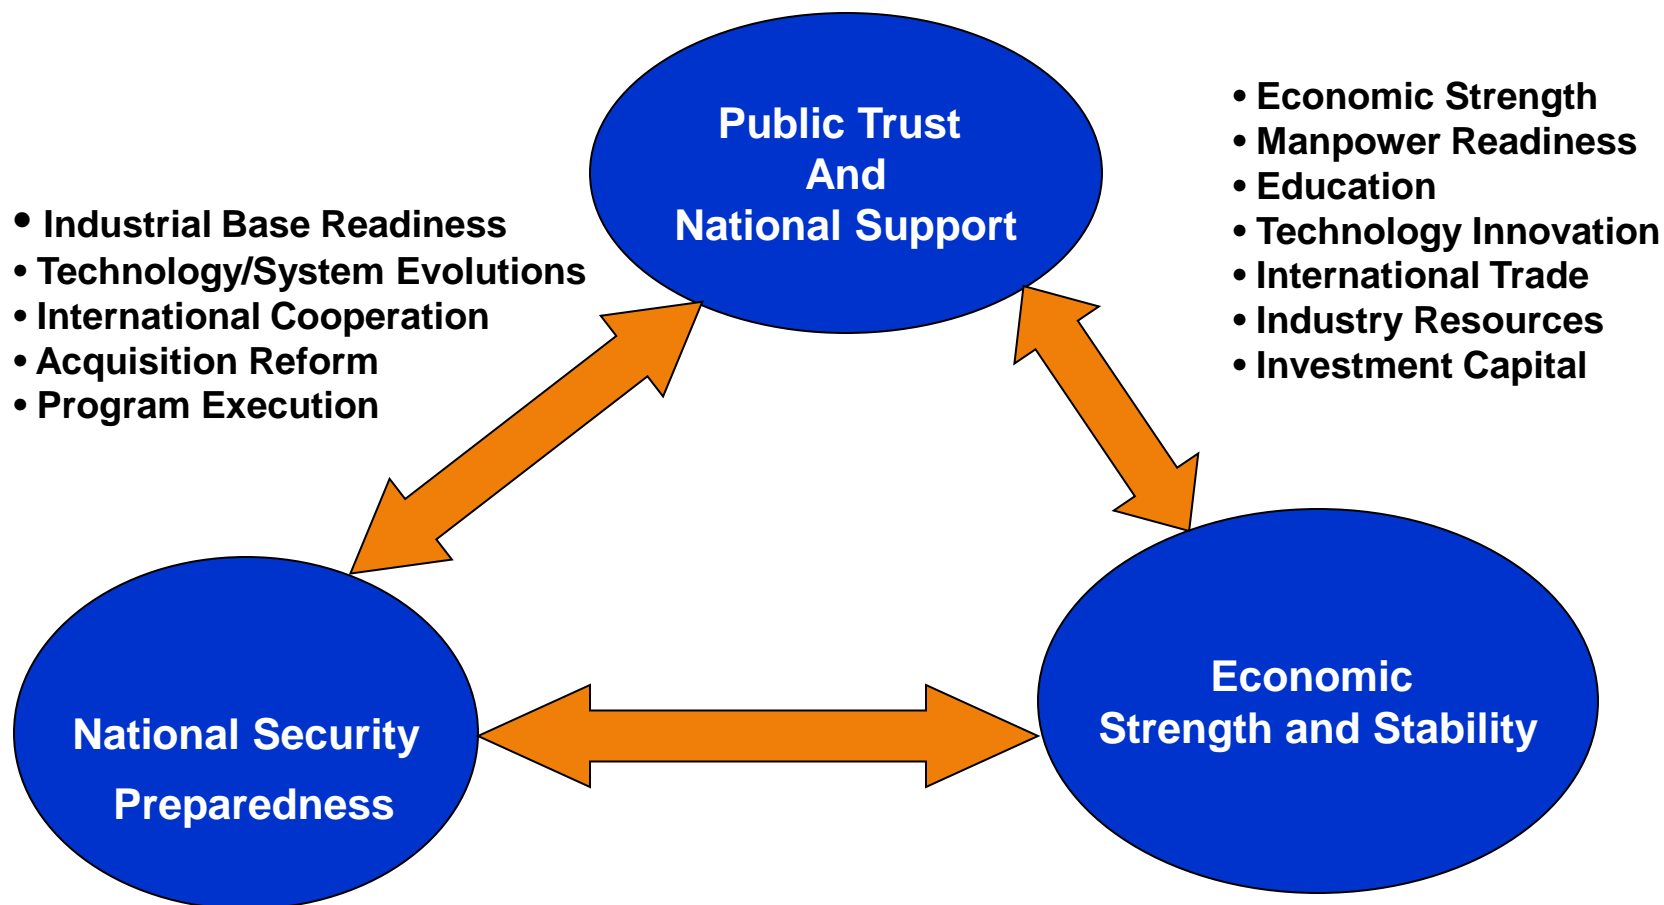 Public Trust
And
National Support
• Economic Strength
• Manpower Readiness
• Education
• Technology Innovation
• International Trade
• Industry Resources
• Investment Capital
• Industrial Base Readiness
• Technology/System Evolutions
• International Cooperation
• Acquisition Reform
• Program Execution
National Security
Preparedness
Economic
Strength and Stability